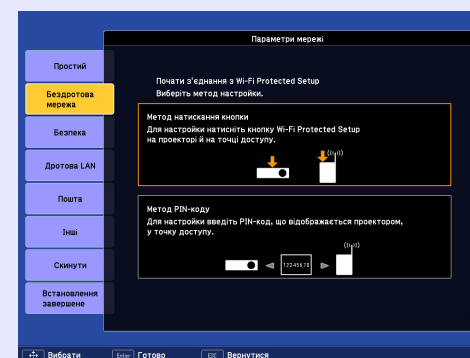 Параметри мережі
Простий
Бездротова
мережа
Безпека
Дротова LAN
Пошта
Інші
Скинути
Встановлення
завершене
Почати з'єднання з Wi-Fi Protected Setup
Виберіть метод настройки.
Метод натискання кнопки
Для настройки натисніть кнопку Wi-Fi Protected Setup
на проекторі й на точці доступу.
Метод PIN-коду
Для настройки введіть PIN-код, що відображається проектором,
у точку доступу.
12345678
Вибрати Enter Готово ESC Вернутися